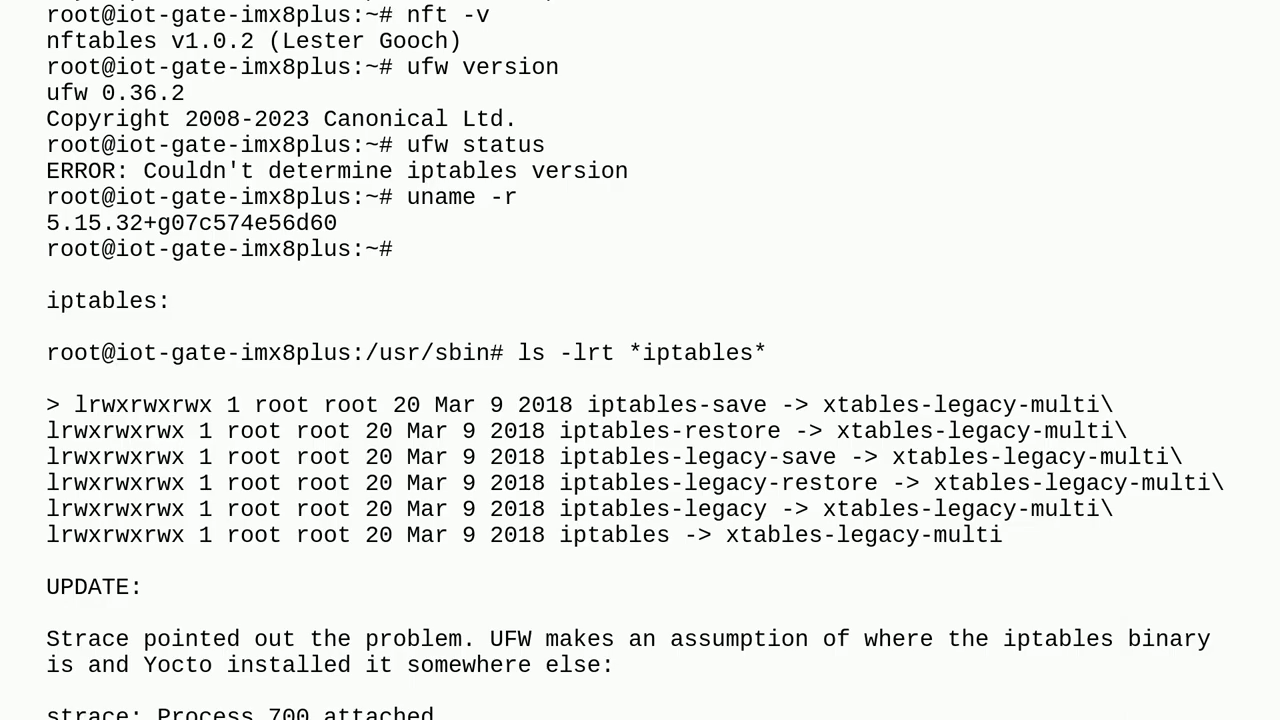 root@iot-gate-imx8plus:~# nft -v
nftables v1.0.2 (Lester Gooch)
root@iot-gate-imx8plus:~# ufw version
ufw 0.36.2
Copyright 2008-2023 Canonical Ltd.
root@iot-gate-imx8plus:~# ufw status
ERROR: Couldn't determine iptables version
root@iot-gate-imx8plus:~# uname -r
5.15.32+g07c574e56d60
root@iot-gate-imx8plus:~#
iptables:
root@iot-gate-imx8plus:/usr/sbin# ls -lrt *iptables*
> lrwxrwxrwx 1 root root 20 Mar 9 2018 iptables-save -> xtables-legacy-multi\
lrwxrwxrwx 1 root root 20 Mar 9 2018 iptables-restore -> xtables-legacy-multi\
lrwxrwxrwx 1 root root 20 Mar 9 2018 iptables-legacy-save -> xtables-legacy-multi\
lrwxrwxrwx 1 root root 20 Mar 9 2018 iptables-legacy-restore -> xtables-legacy-multi\
lrwxrwxrwx 1 root root 20 Mar 9 2018 iptables-legacy -> xtables-legacy-multi\
lrwxrwxrwx 1 root root 20 Mar 9 2018 iptables -> xtables-legacy-multi
UPDATE:
Strace pointed out the problem. UFW makes an assumption of where the iptables binary
is and Yocto installed it somewhere else:
strace: Process 700 attached